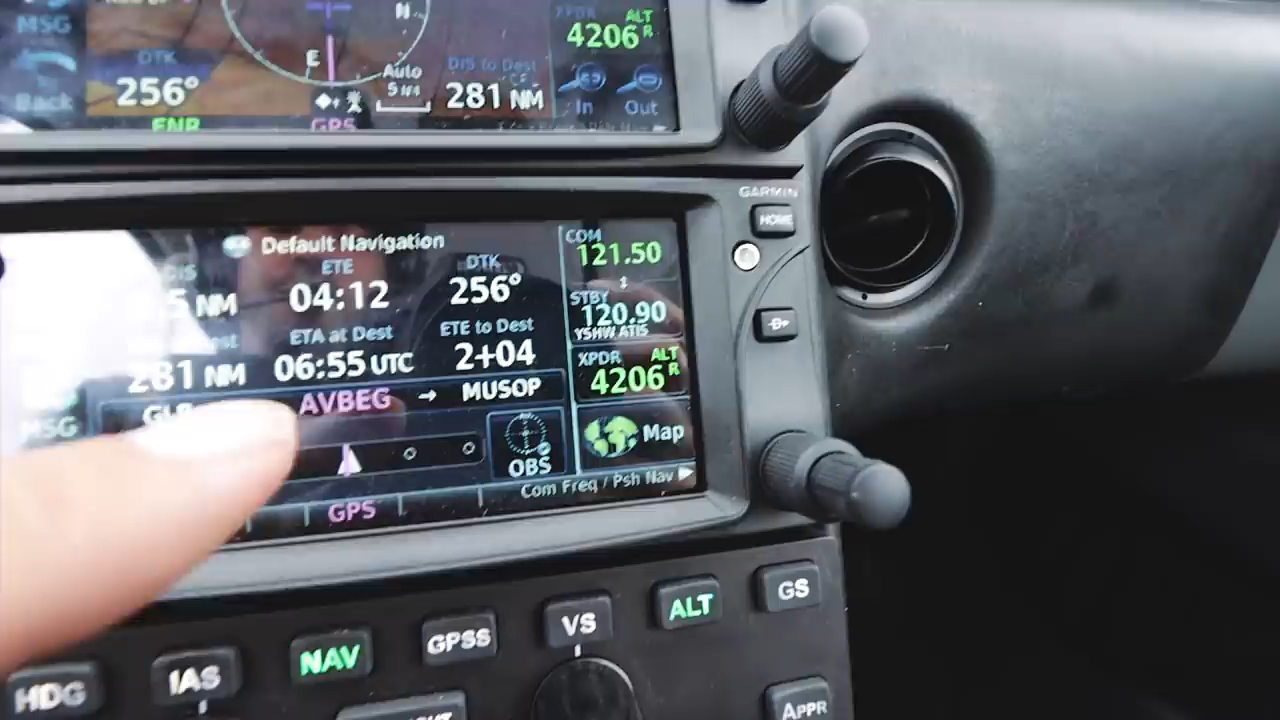 MSG
Back
DTK
256°
ENR
E
N
Auto
5 NM
GPS
DIS to Dest
281 NM
XPDR
ALT
4206 R
In
Out
GARMIN
HOME
Default Navigation
DIS
5 NM
ETE
04:12
DTK
256°
281 NM
ETA at Dest
06:55 UTC
ETE to Dest
2+04
COM
121.50
STBY
120.90
YSHW ATIS
XPDR
ALT
4206 R
MSG
AVBEG → MUSOP
OBS
Map
Com Freq / Psh Nav
GPS
HDG
IAS
NAV
GPSS
VS
ALT
GS
APPR